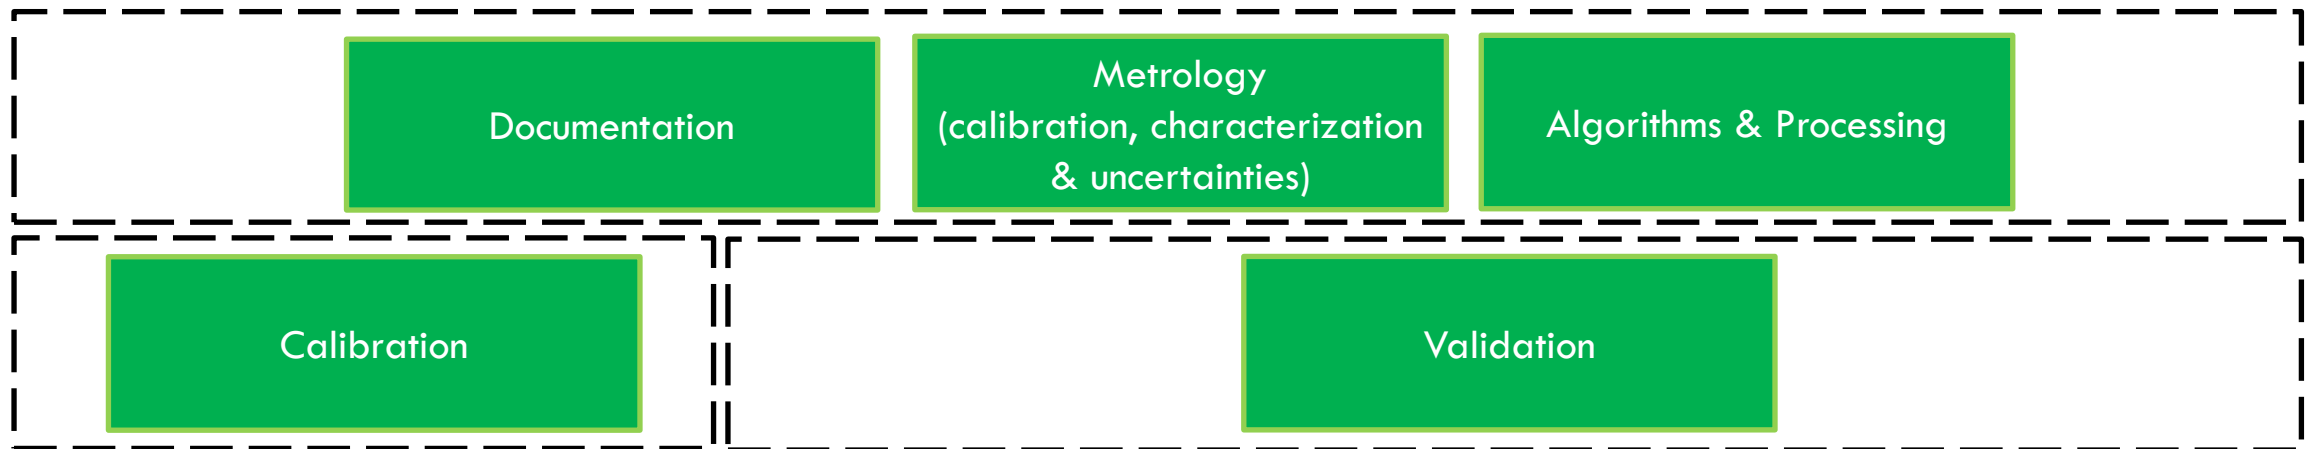 Documentation
Metrology
(calibration, characterization
& uncertainties)
Algorithms & Processing
Calibration
Validation